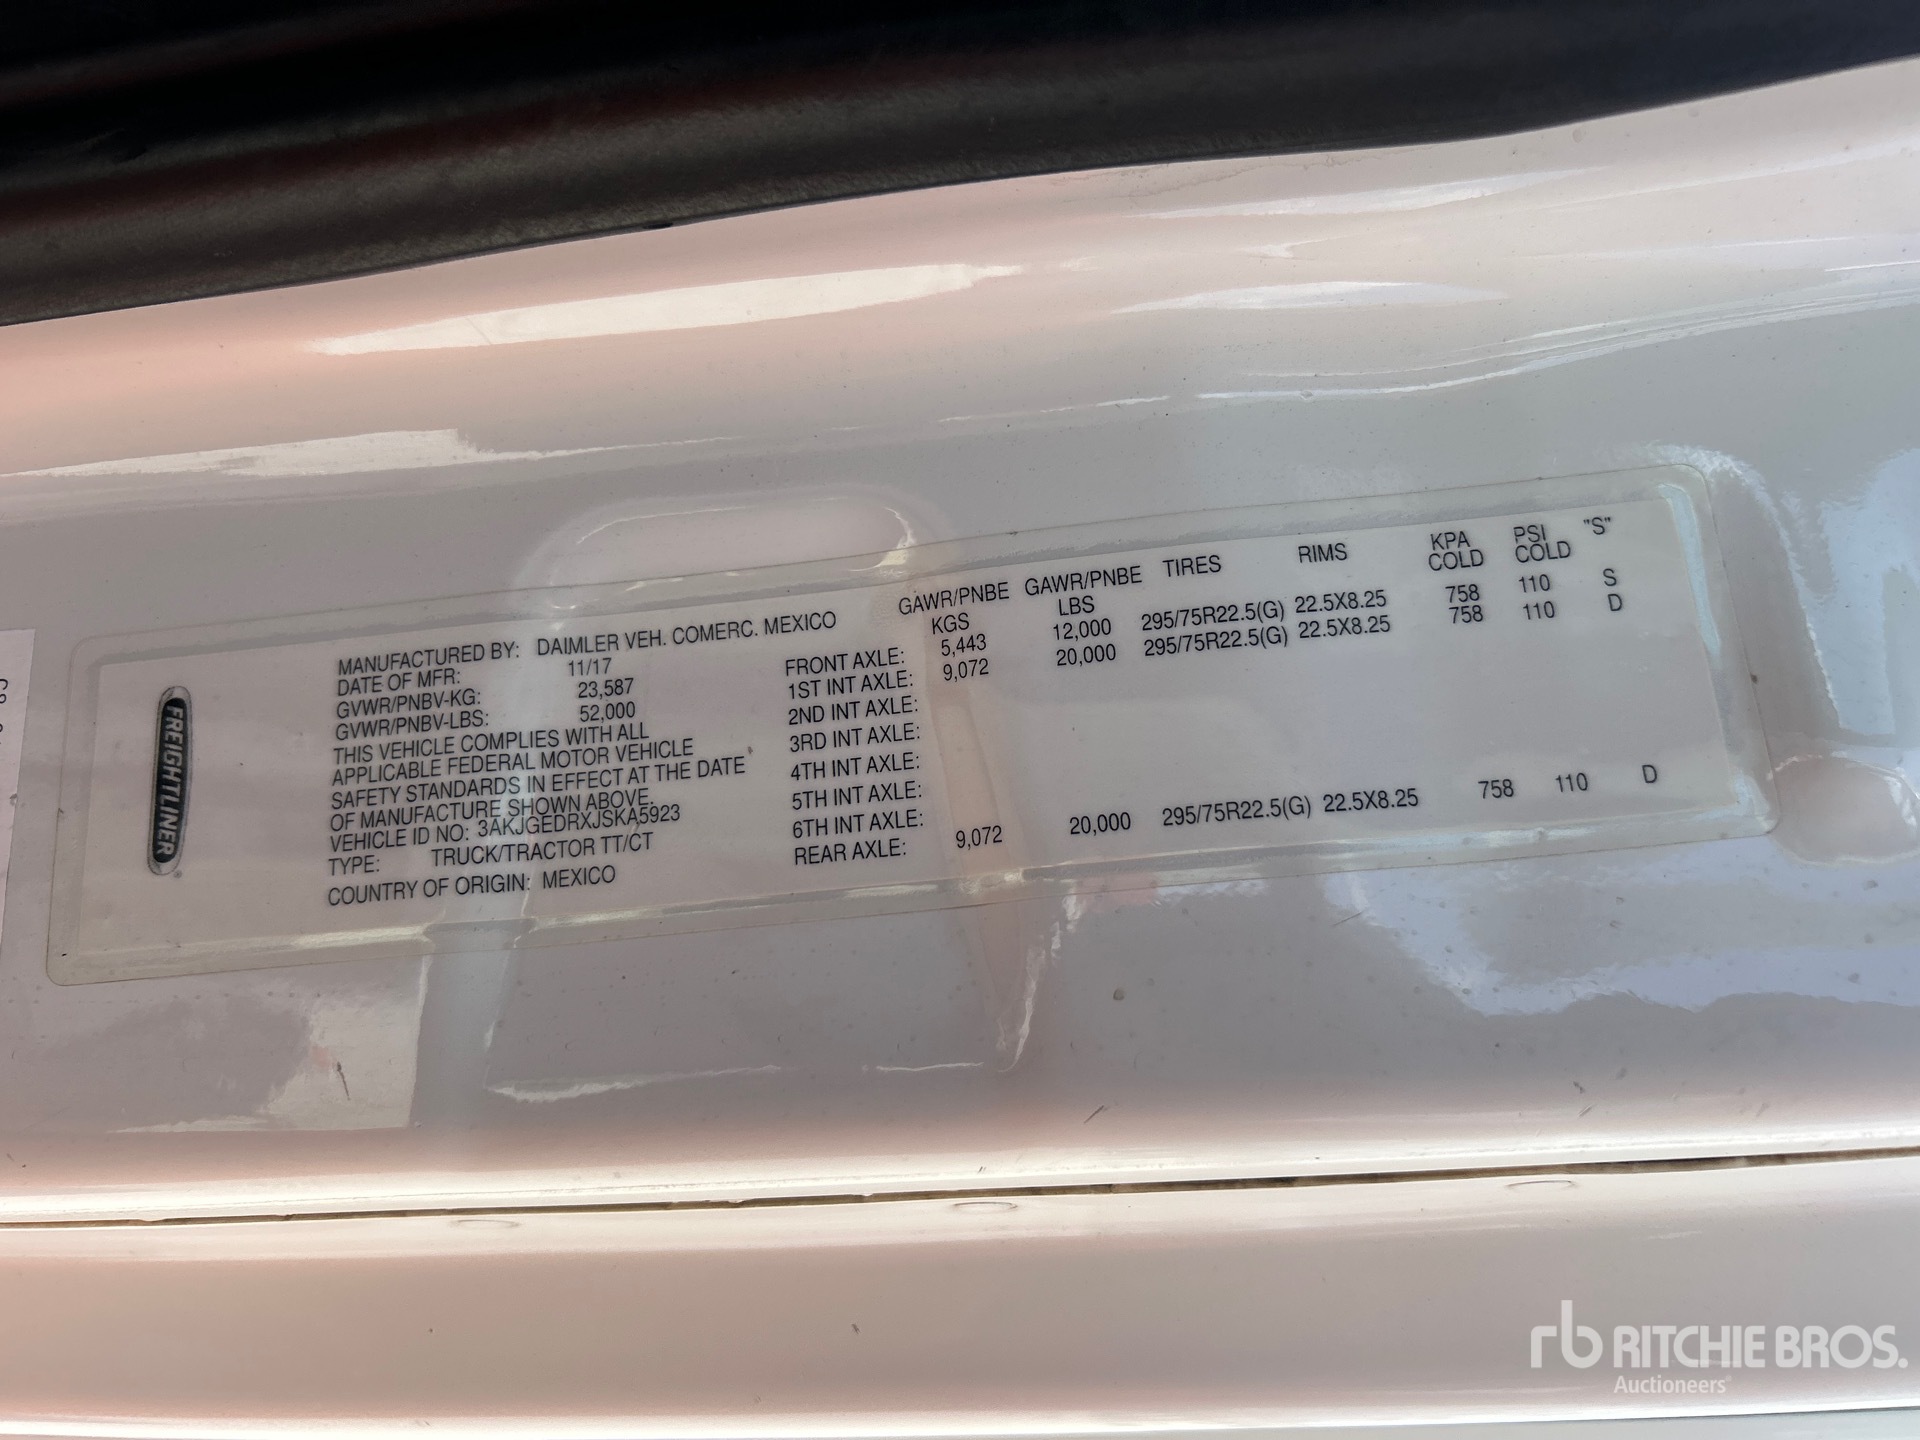 FREIGHTLINER
MANUFACTURED BY: DAIMLER VEH. COMERC. MEXICO
DATE OF MFR: 11/17
GVWR/PNBV-KG: 23,587
GVWR/PNBV-LBS: 52,000
THIS VEHICLE COMPLIES WITH ALL
APPLICABLE FEDERAL MOTOR VEHICLE
SAFETY STANDARDS IN EFFECT AT THE DATE
OF MANUFACTURE SHOWN ABOVE.
VEHICLE ID NO: 3AKJGEDRXJSKA5923
TYPE: TRUCK/TRACTOR TT/CT
COUNTRY OF ORIGIN: MEXICO
GAWR/PNBE KGS GAWR/PNBE LBS TIRES RIMS KPA COLD PSI COLD "S"
FRONT AXLE: 5,443 12,000 295/75R22.5(G) 22.5X8.25 758 110 S
1ST INT AXLE: 9,072 20,000 295/75R22.5(G) 22.5X8.25 758 110 D
2ND INT AXLE:
3RD INT AXLE:
4TH INT AXLE:
5TH INT AXLE:
6TH INT AXLE:
REAR AXLE: 9,072 20,000 295/75R22.5(G) 22.5X8.25 758 110 D
rb RITCHIE BROS.
Auctioneers